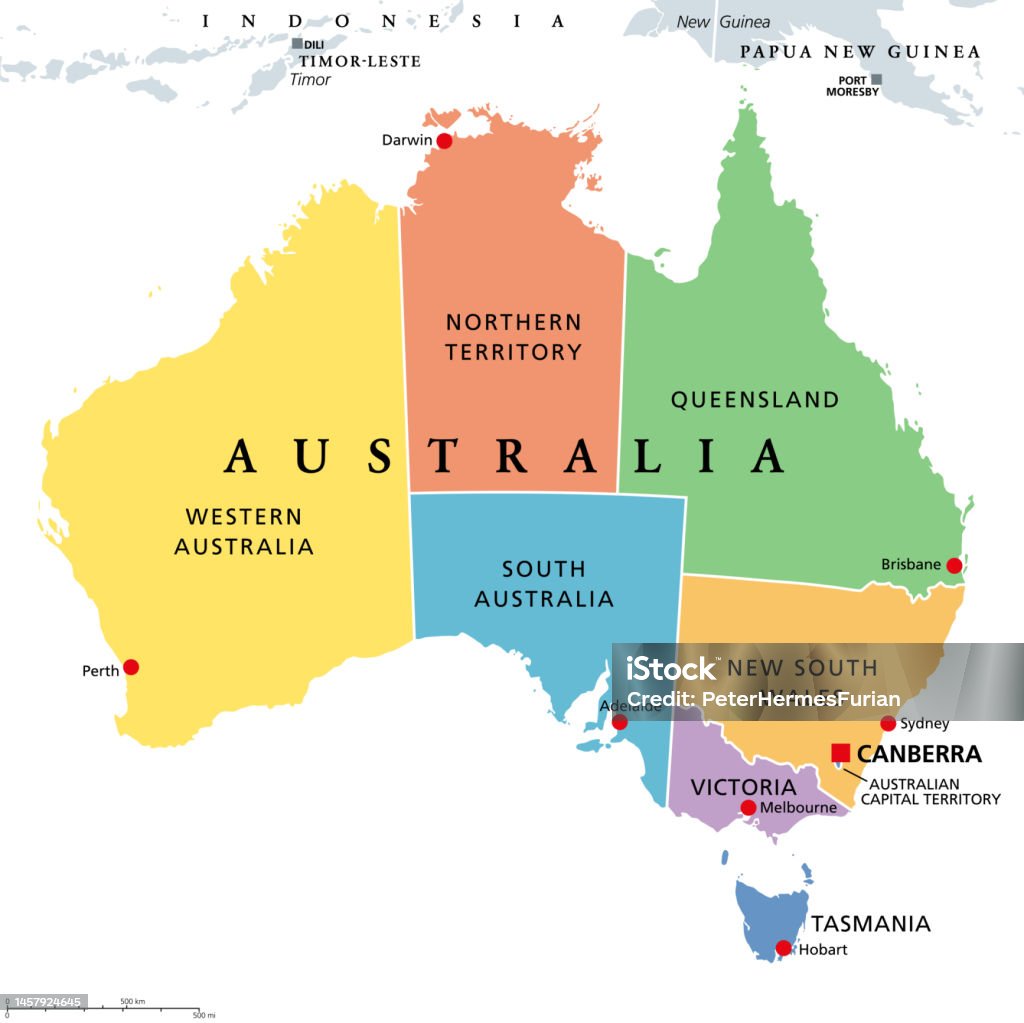 INDONESIA
New Guinea
DILI
TIMOR-LESTE
Timor
PAPUA NEW GUINEA
PORT
MORESBY
Darwin
NORTHERN
TERRITORY
QUEENSLAND
AUSTRALIA
WESTERN
AUSTRALIA
SOUTH
AUSTRALIA
Brisbane
Perth
iStock™
Credit: PeterHermesFurian
NEW SOUTH
WALES
Adelaide
Sydney
CANBERRA
AUSTRALIAN
CAPITAL TERRITORY
VICTORIA
Melbourne
TASMANIA
Hobart
1457924645
0
500 km
0
500 mi